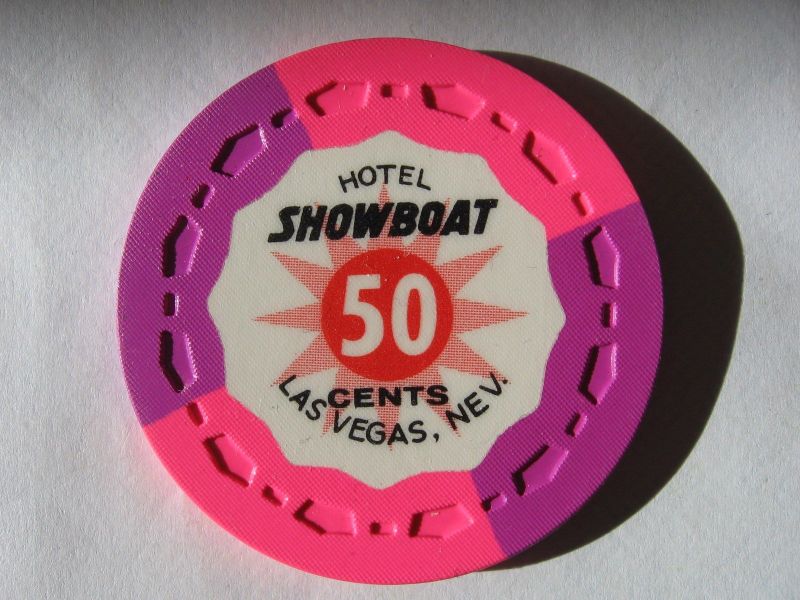 HOTEL
SHOWBOAT
50
CENTS
LAS VEGAS, NEV.